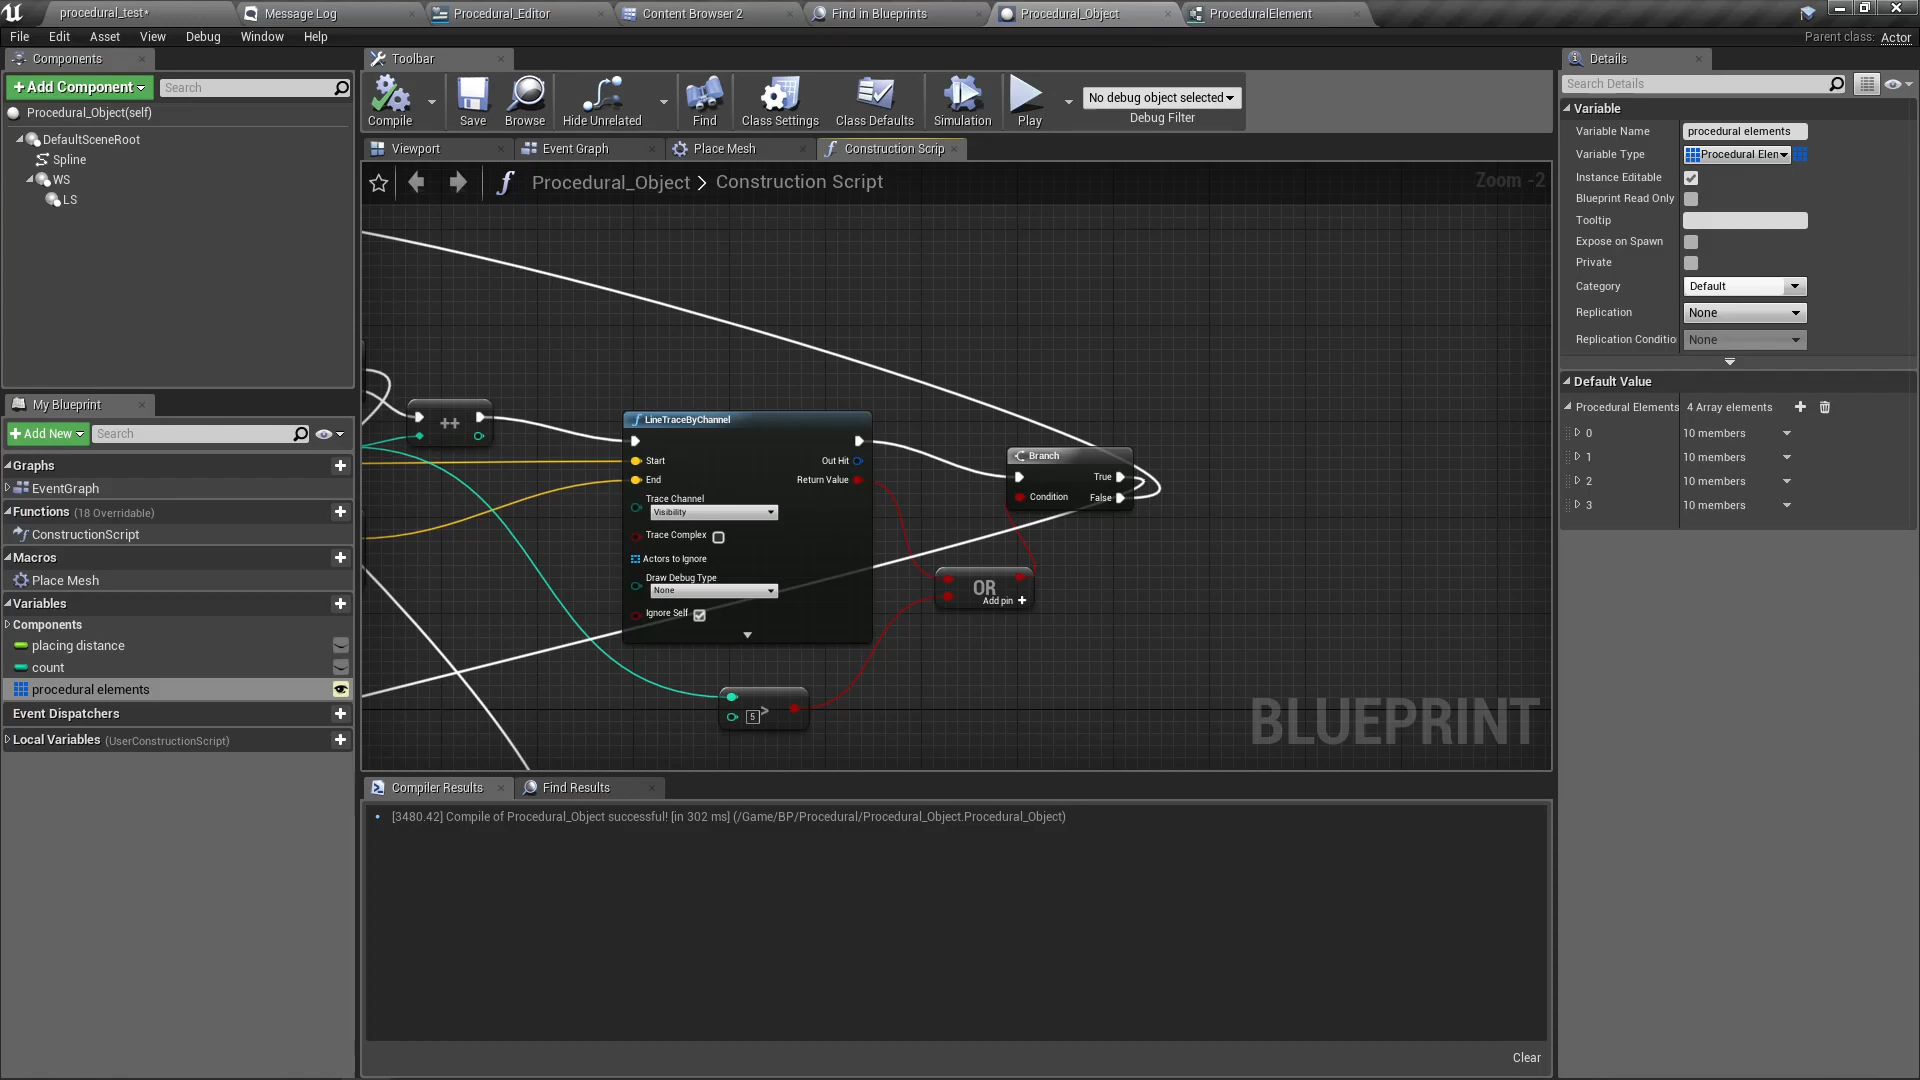 procedural_test*
Message Log
Procedural_Editor
Content Browser 2
Find in Blueprints
Procedural_Object
ProceduralElement
File Edit Asset View Debug Window Help
Parent class: Actor
Components
+Add Component
Search
Procedural_Object(self)
DefaultSceneRoot
Spline
WS
LS
My Blueprint
+Add New
Search
Graphs
EventGraph
Functions (18 Overridable)
ConstructionScript
Macros
Place Mesh
Variables
Components
placing distance
count
procedural elements
Event Dispatchers
Local Variables (UserConstructionScript)
Toolbar
Compile
Save
Browse
Hide Unrelated
Find
Class Settings
Class Defaults
Simulation
Play
No debug object selected
Debug Filter
Viewport
Event Graph
Place Mesh
Construction Scrip
Procedural_Object > Construction Script
Zoom -2
++
LineTraceByChannel
Start
Out Hit
End
Return Value
Trace Channel
Visibility
Trace Complex
Actors to Ignore
Draw Debug Type
None
Ignore Self
Branch
True
Condition
False
OR
Add pin +
5 >
BLUEPRINT
Compiler Results
Find Results
[3480.42] Compile of Procedural_Object successful! [in 302 ms] (/Game/BP/Procedural/Procedural_Object.Procedural_Object)
Clear
Details
Search Details
Variable
Variable Name procedural elements
Variable Type Procedural Elen
Instance Editable
Blueprint Read Only
Tooltip
Expose on Spawn
Private
Category Default
Replication None
Replication Conditio None
Default Value
Procedural Elements 4 Array elements
0 10 members
1 10 members
2 10 members
3 10 members